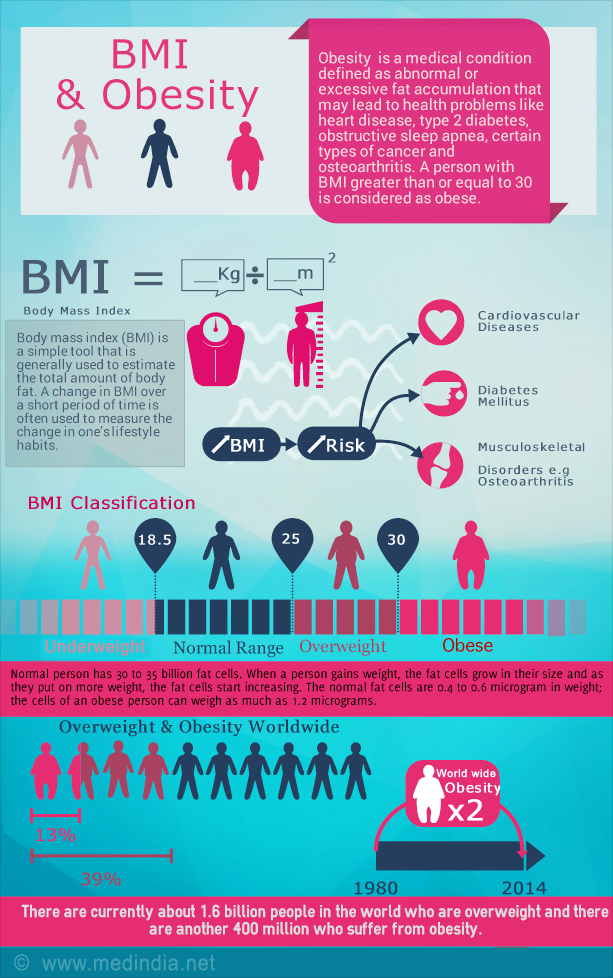 BMI
& Obesity
Obesity is a medical condition
defined as abnormal or
excessive fat accumulation that
may lead to health problems like
heart disease, type 2 diabetes,
obstructive sleep apnea, certain
types of cancer and
osteoarthritis. A person with
BMI greater than or equal to 30
is considered as obese.
BMI = __Kg ÷ __m 2
Body Mass Index
Body mass index (BMI) is
a simple tool that is
generally used to estimate
the total amount of body
fat. A change in BMI over
a short period of time is
often used to measure the
change in one's lifestyle
habits.
BMI
Risk
Cardiovascular
Diseases
Diabetes
Mellitus
Musculoskeletal
Disorders e.g
Osteoarthritis
BMI Classification
18.5
25
30
Underweight
Normal Range
Overweight
Obese
Normal person has 30 to 35 billion fat cells. When a person gains weight, the fat cells grow in their size and as
they put on more weight, the fat cells start increasing. The normal fat cells are 0.4 to 0.6 microgram in weight;
the cells of an obese person can weigh as much as 1.2 micrograms.
Overweight & Obesity Worldwide
13%
39%
World wide
Obesity
x2
1980
2014
There are currently about 1.6 billion people in the world who are overweight and there
are another 400 million who suffer from obesity.
© www.medindia.net